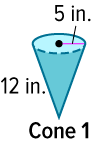 5 in.
12 in.
Cone 1